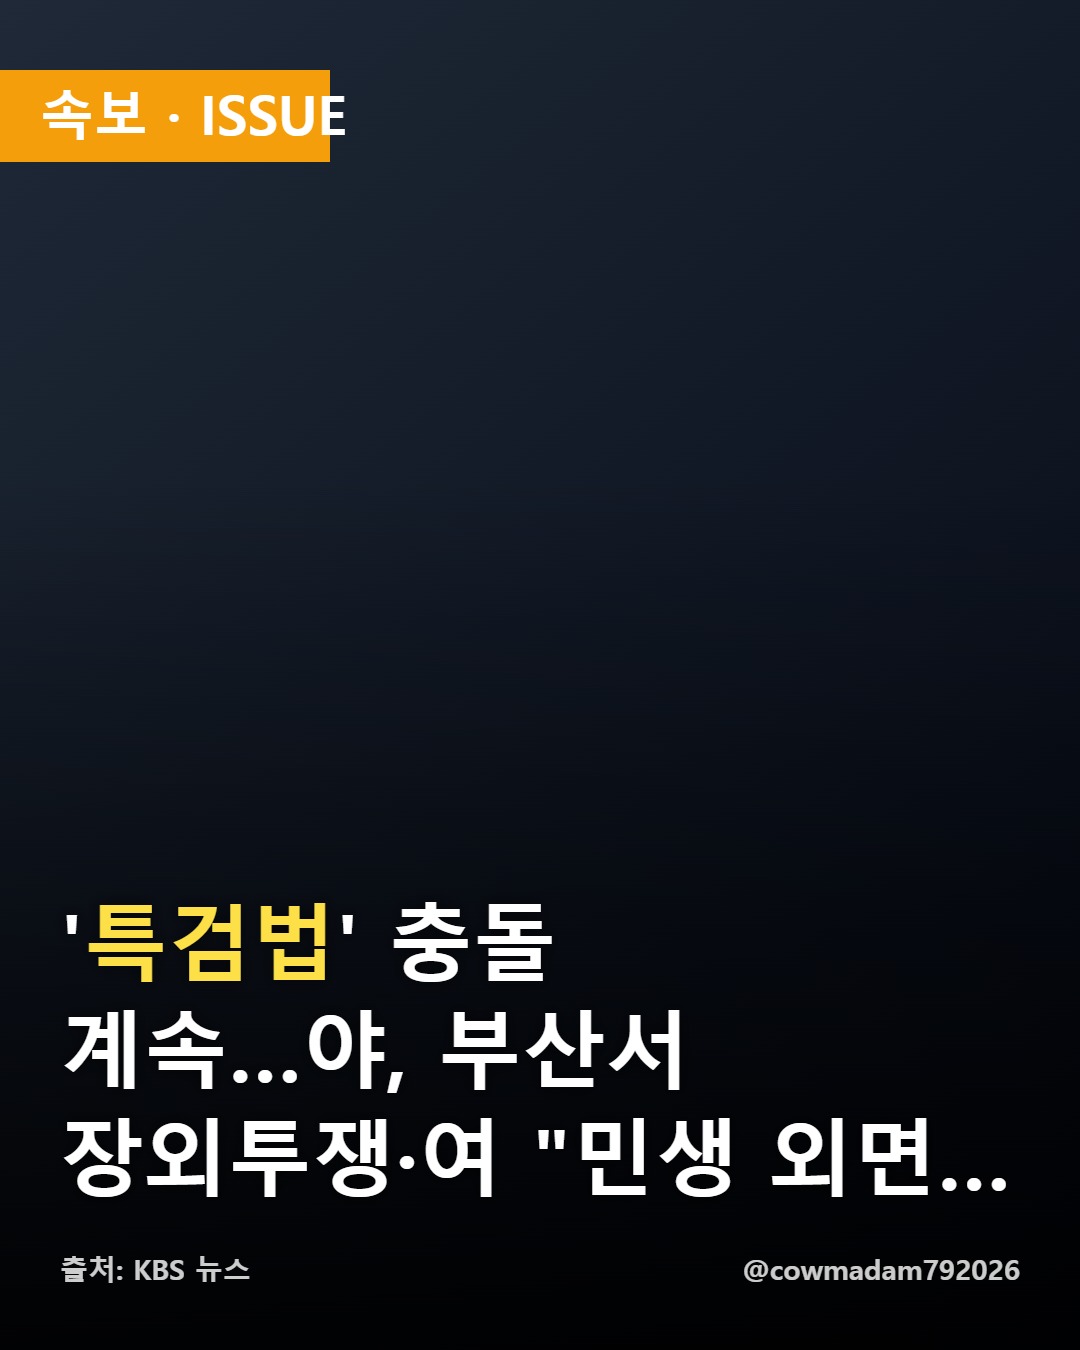 속보 · ISSUE
'특검법' 충돌
계속...야, 부산서
장외투쟁·여 "민생 외면...
출처: KBS 뉴스
@cowmadam792026